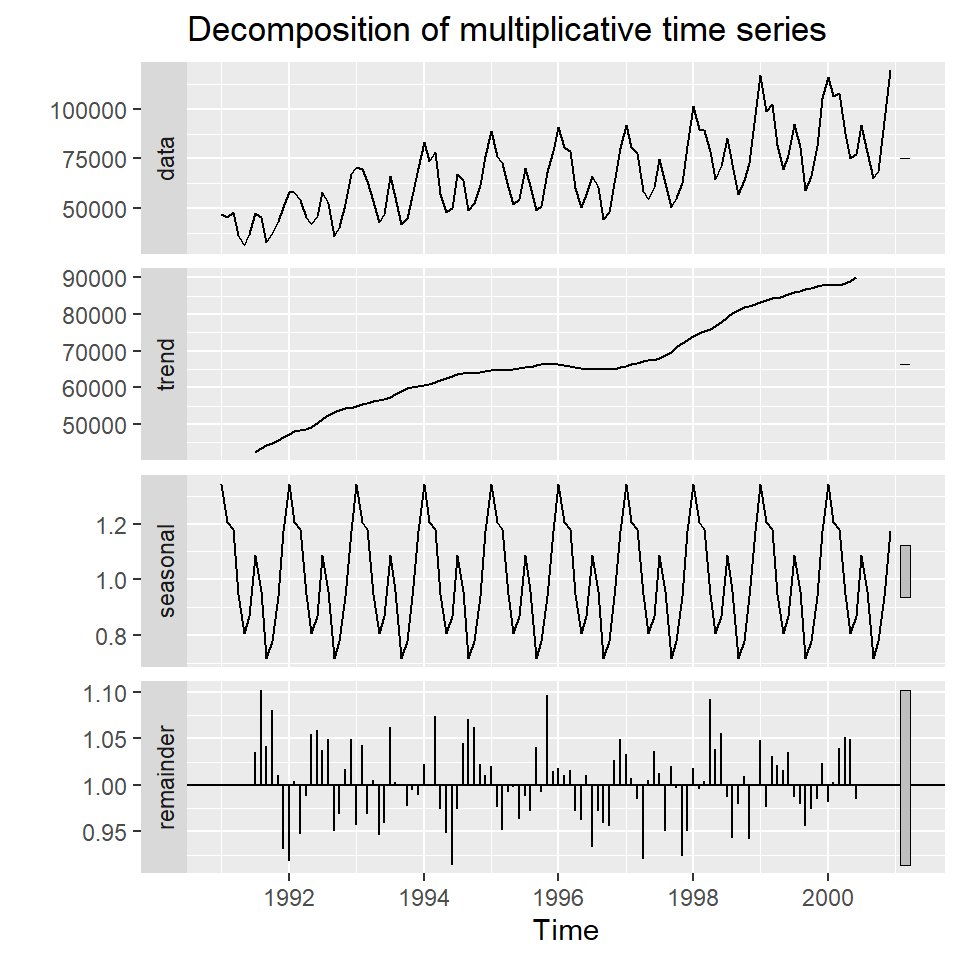 Decomposition of multiplicative time series
100000
75000
50000
data
90000
80000
70000
60000
50000
trend
1.2
1.0
0.8
seasonal
1.10
1.05
1.00
0.95
remainder
1992 1994 1996 1998 2000
Time